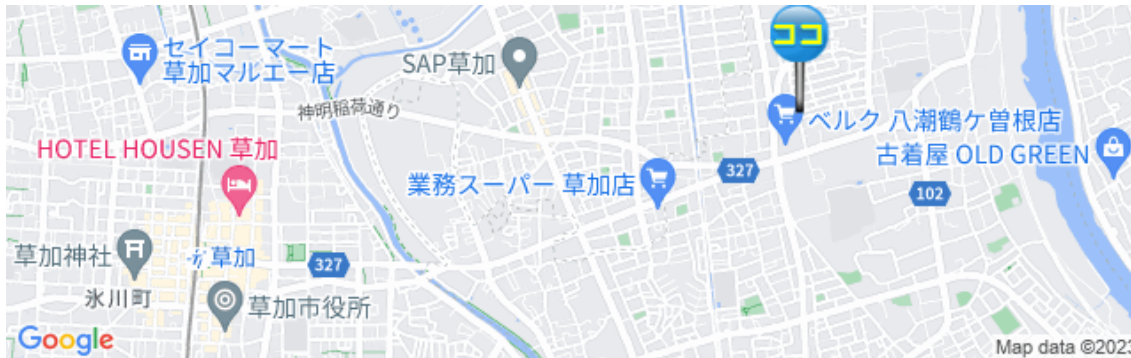 ココ
セイコーマート
草加マルエー店
SAP草加
神明稲荷通り
ベルク 八潮鶴ケ曽根店
HOTEL HOUSEN 草加
古着屋 OLD GREEN
327
業務スーパー 草加店
102
草加神社
草加
327
氷川町
草加市役所
Google
Map data ©2023